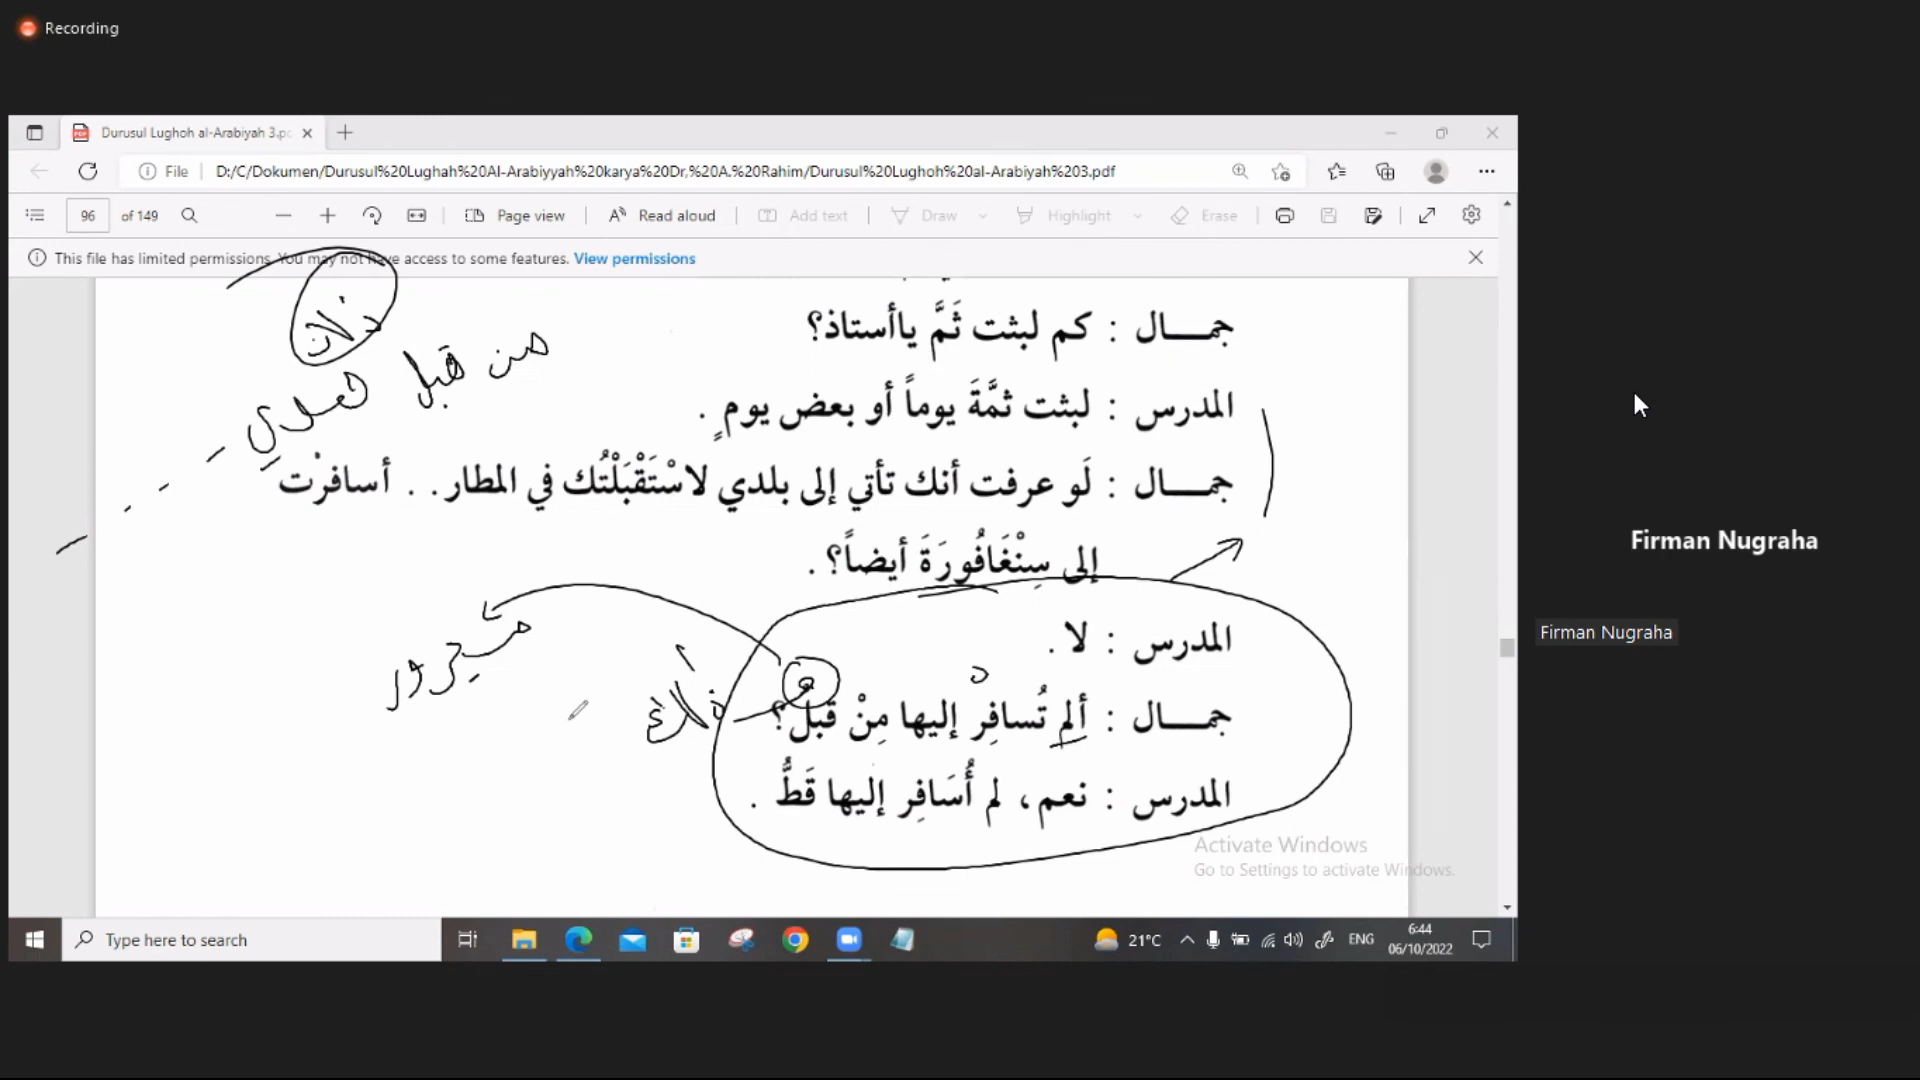 Recording
Durusul Lughoh al-Arabiyah 3.pc
File D:/C/Dokumen/Durusul%20Lughah%20Al-Arabiyyah%20karya%20Dr,%20A.%20Rahim/Durusul%20Lughoh%20al-Arabiyah%203.pdf
96 of 149 Page view Read aloud Add text Draw Highlight Erase
This file has limited permissions. You may not have access to some features. View permissions
جمـــال : كم لبثت ثَمَّ ياأستاذ؟
المدرس : لبثت ثمَّةَ يوماً أو بعض يومٍ .
جمـــال : لَو عرفت أنك تأتي إلى بلدي لاسْتَقْبَلْتُك في المطار . . أسافرْت
إلى سِنْغَافُورَةَ أيضاً؟ .
المدرس : لا .
جمـــال : ألم تُسافِر إليها مِنْ قبلُ؟
المدرس : نعم، لم أُسَافِر إليها قَطُّ .
من قبل
Firman Nugraha
Firman Nugraha
Activate Windows
Go to Settings to activate Windows.
Type here to search
21°C ENG 6:44
06/10/2022